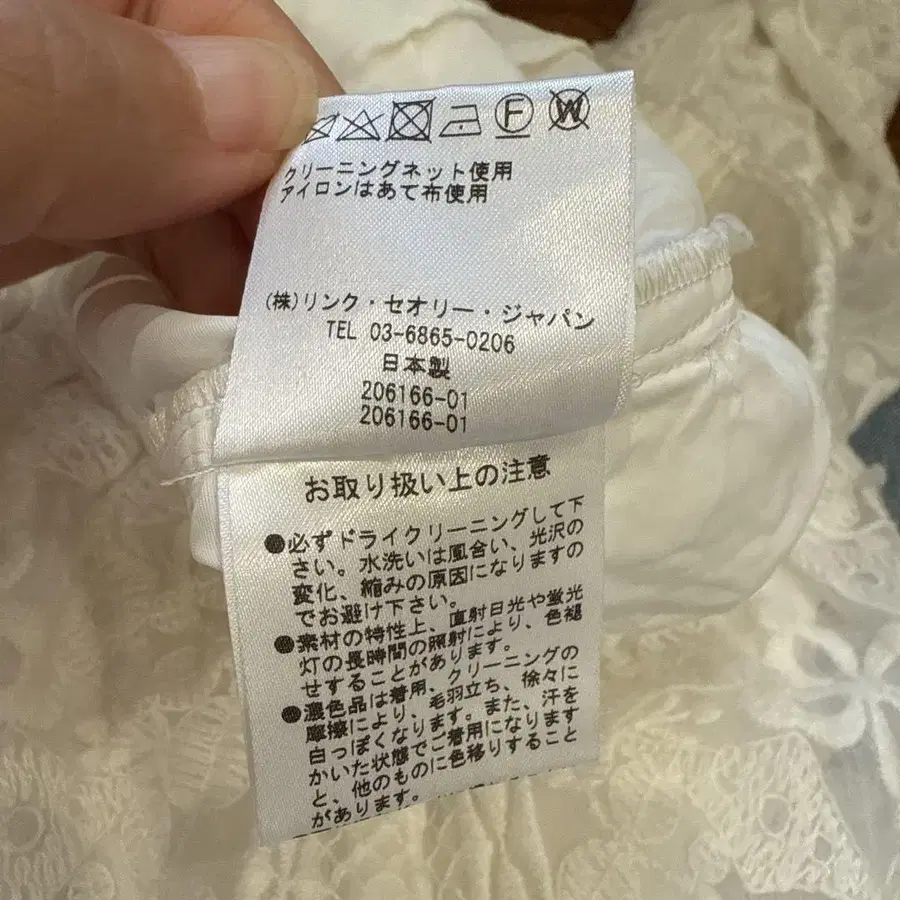 F W
クリーニングネット使用
アイロンはあて布使用
(株)リンク・セオリー・ジャパン
TEL 03-6865-0206
日本製
206166-01
206166-01
お取り扱い上の注意
●必ずドライクリーニングして下
さい。水洗いは風合い、光沢の
変化、縮みの原因になりますの
でお避け下さい。
●素材の特性上、直射日光や蛍光
灯の長時間の照射により、色褪
せすることがあります。
●濃色品は着用、クリーニングの
摩擦により、毛羽立ち、徐々に
白っぽくなります。また、汗を
かいた状態でご着用になります
と、他のものに色移りすること
があります。